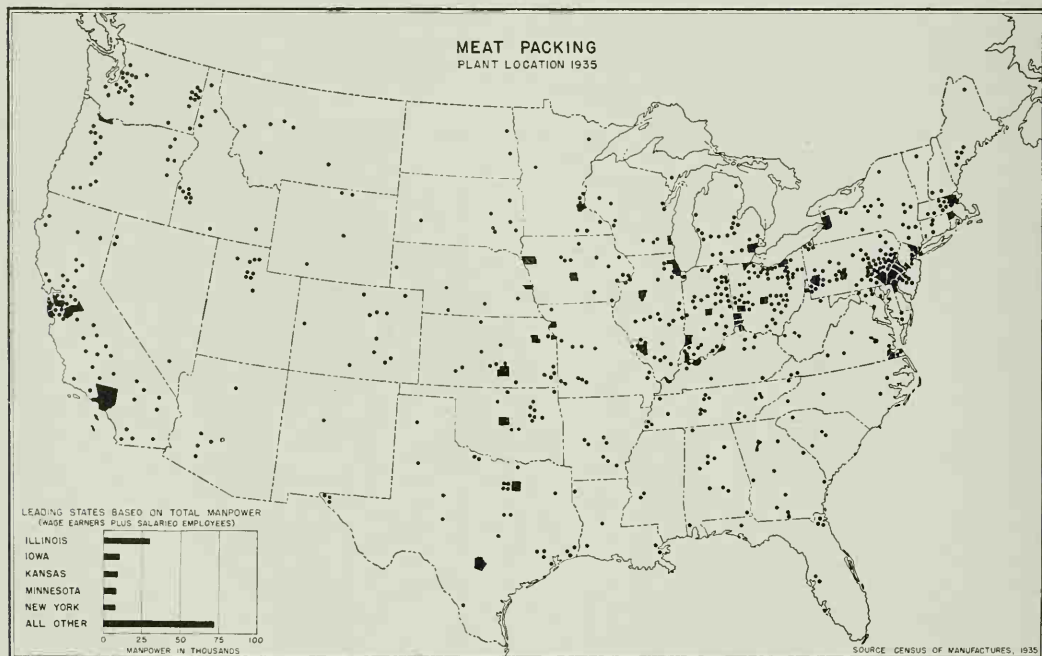 MEAT PACKING
PLANT LOCATION 1935
LEADING STATES BASED ON TOTAL MANPOWER
(WAGE EARNERS PLUS SALARIED EMPLOYEES)
ILLINOIS
IOWA
KANSAS
MINNESOTA
NEW YORK
ALL OTHER
0 25 50 75 100
MANPOWER IN THOUSANDS
SOURCE CENSUS OF MANUFACTURES, 1935